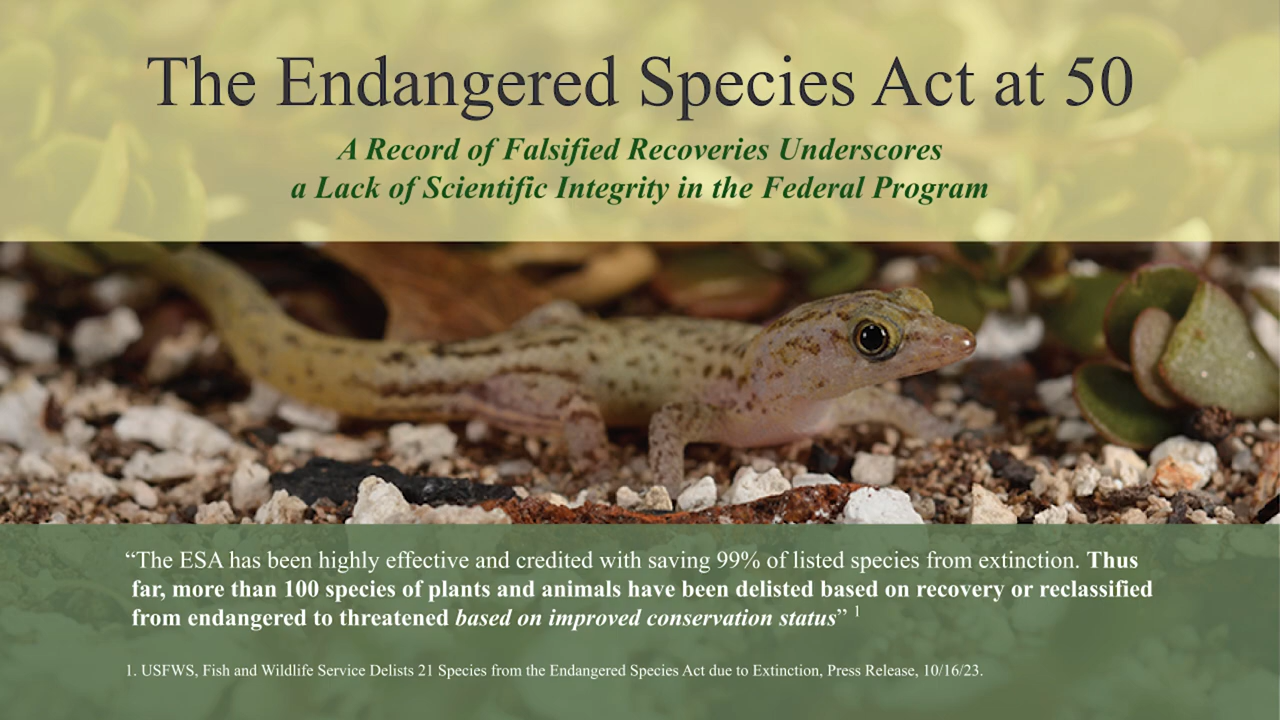 The Endangered Species Act at 50
A Record of Falsified Recoveries Underscores
a Lack of Scientific Integrity in the Federal Program
“The ESA has been highly effective and credited with saving 99% of listed species from extinction. Thus
far, more than 100 species of plants and animals have been delisted based on recovery or reclassified
from endangered to threatened based on improved conservation status” 1
1. USFWS, Fish and Wildlife Service Delists 21 Species from the Endangered Species Act due to Extinction, Press Release, 10/16/23.